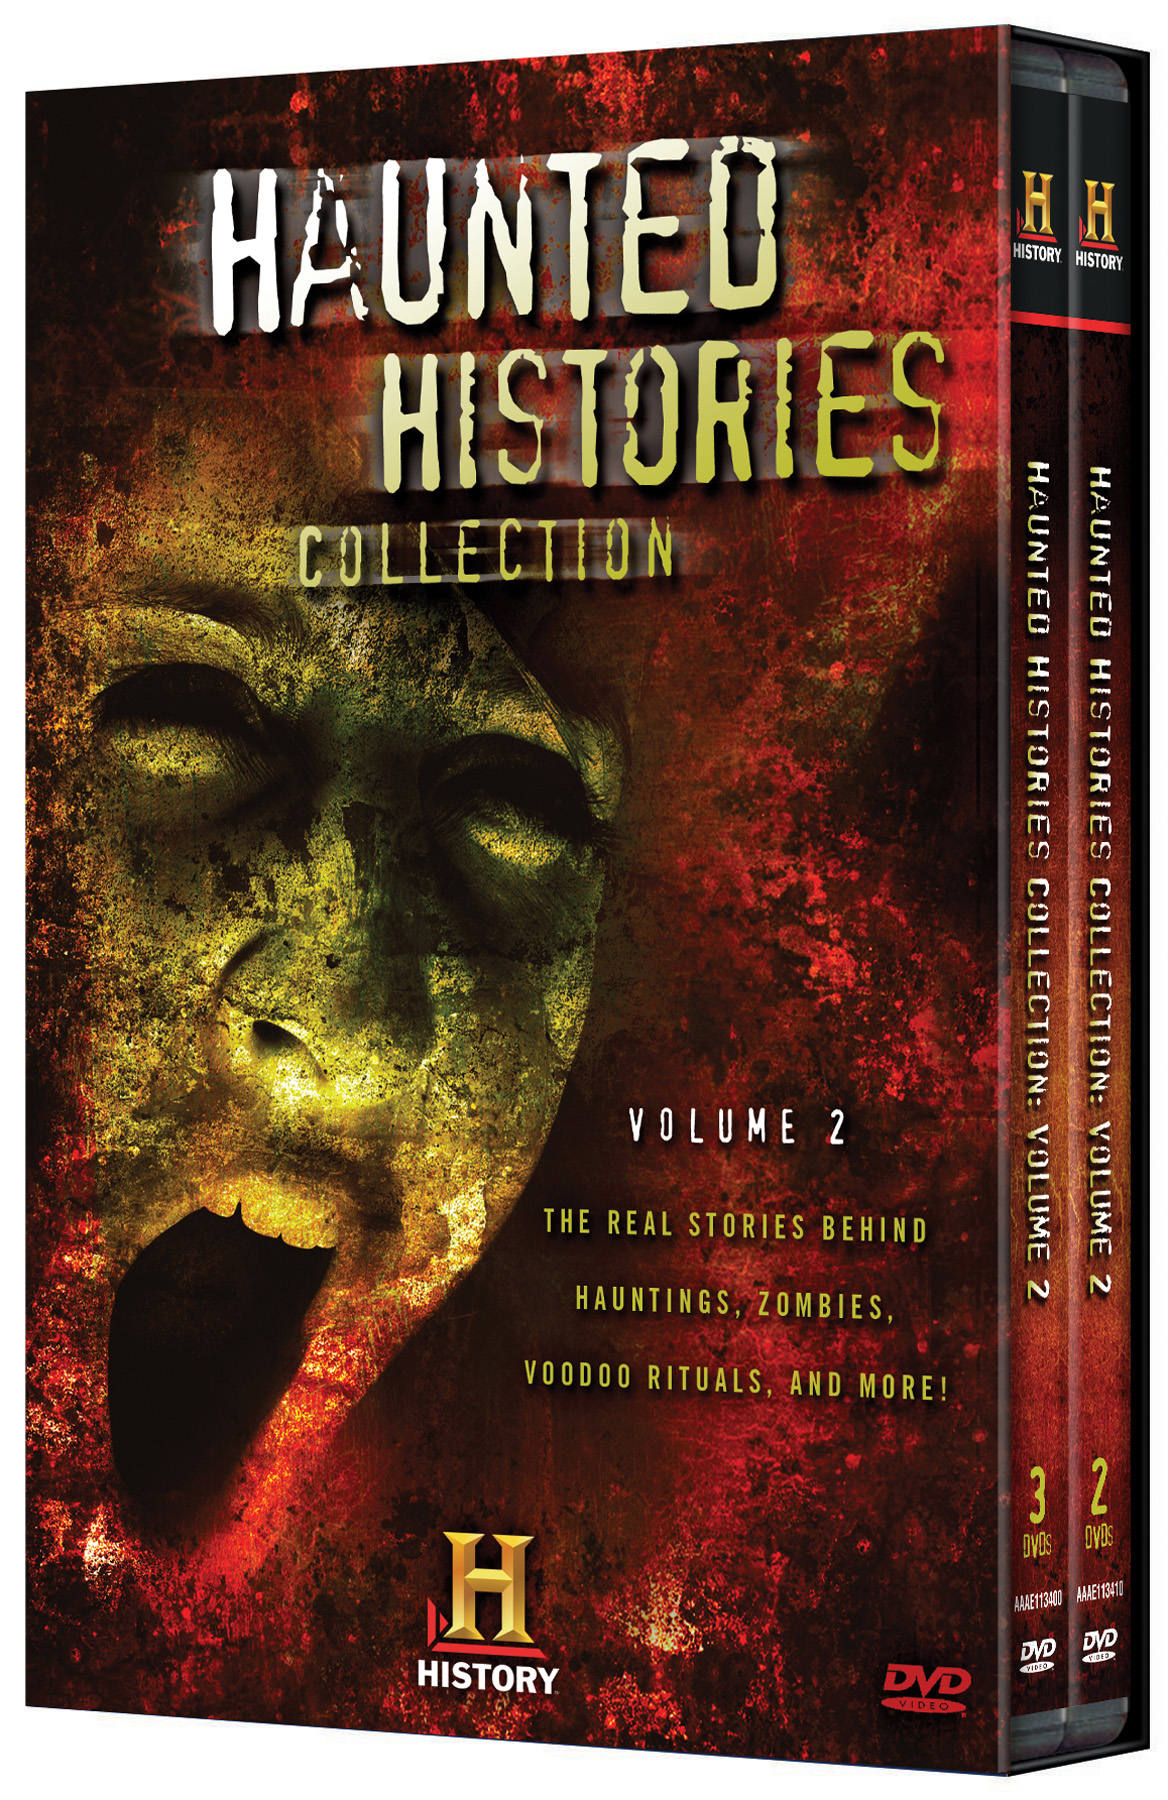 HAUNTED
HISTORIES
COLLECTION
VOLUME 2
THE REAL STORIES BEHIND
HAUNTINGS, ZOMBIES,
VOODOO RITUALS, AND MORE!
H
HISTORY
DVD
VIDEO
H
HISTORY
HAUNTED HISTORIES COLLECTION: VOLUME 2
3
DVDs
AAAE113400
DVD
VIDEO
H
HISTORY
HAUNTED HISTORIES COLLECTION: VOLUME 2
2
DVDs
AAAE113410
DVD
VIDEO